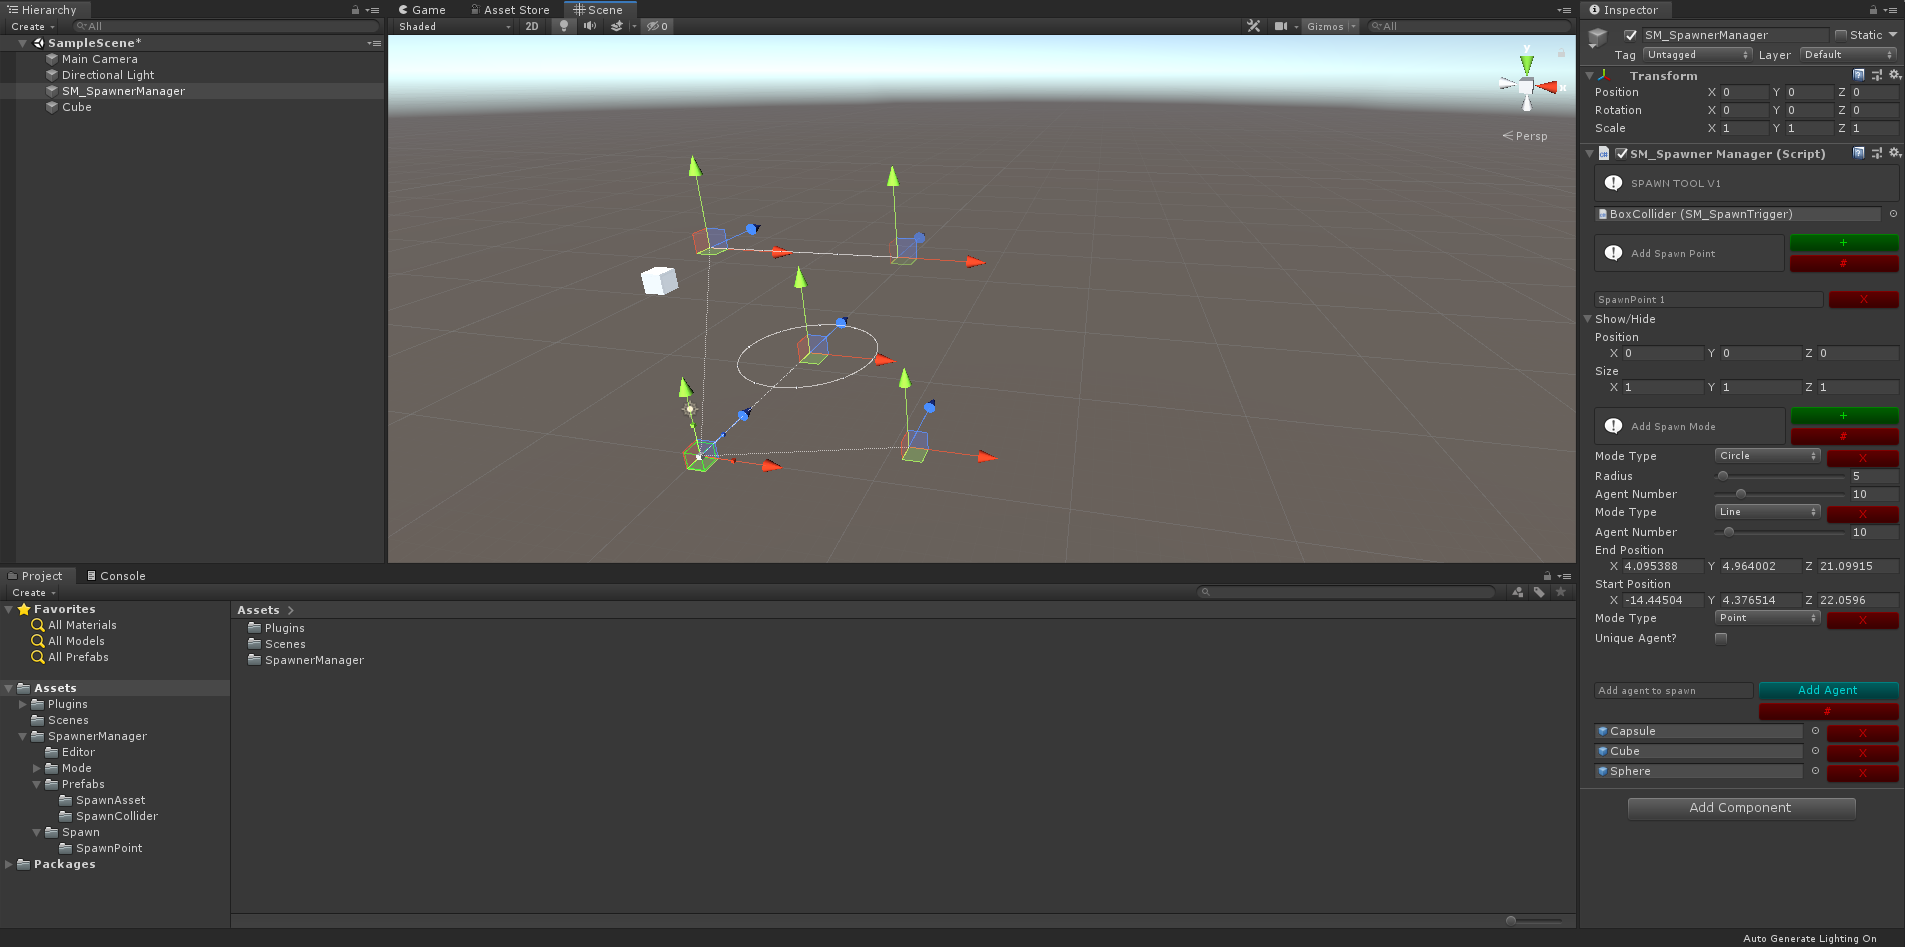 Hierarchy
Create
All
SampleScene*
Main Camera
Directional Light
SM_SpawnerManager
Cube
Game
Asset Store
Scene
Shaded
2D
0
Gizmos
All
y
x
Persp
Inspector
SM_SpawnerManager
Static
Tag Untagged Layer Default
Transform
Position X 0 Y 0 Z 0
Rotation X 0 Y 0 Z 0
Scale X 1 Y 1 Z 1
SM_Spawner Manager (Script)
SPAWN TOOL V1
BoxCollider (SM_SpawnTrigger)
Add Spawn Point
+
#
SpawnPoint 1
X
Show/Hide
Position
X 0 Y 0 Z 0
Size
X 1 Y 1 Z 1
Add Spawn Mode
+
#
Mode Type Circle X
Radius 5
Agent Number 10
Mode Type Line X
Agent Number 10
End Position
X 4.095388 Y 4.964002 Z 21.09915
Start Position
X -14.44504 Y 4.376514 Z 22.0596
Mode Type Point X
Unique Agent?
Add agent to spawn
Add Agent
#
Capsule X
Cube X
Sphere X
Add Component
Project
Console
Create
Favorites
All Materials
All Models
All Prefabs
Assets
Plugins
Scenes
SpawnerManager
Editor
Mode
Prefabs
SpawnAsset
SpawnCollider
Spawn
SpawnPoint
Packages
Assets
Plugins
Scenes
SpawnerManager
Auto Generate Lighting On